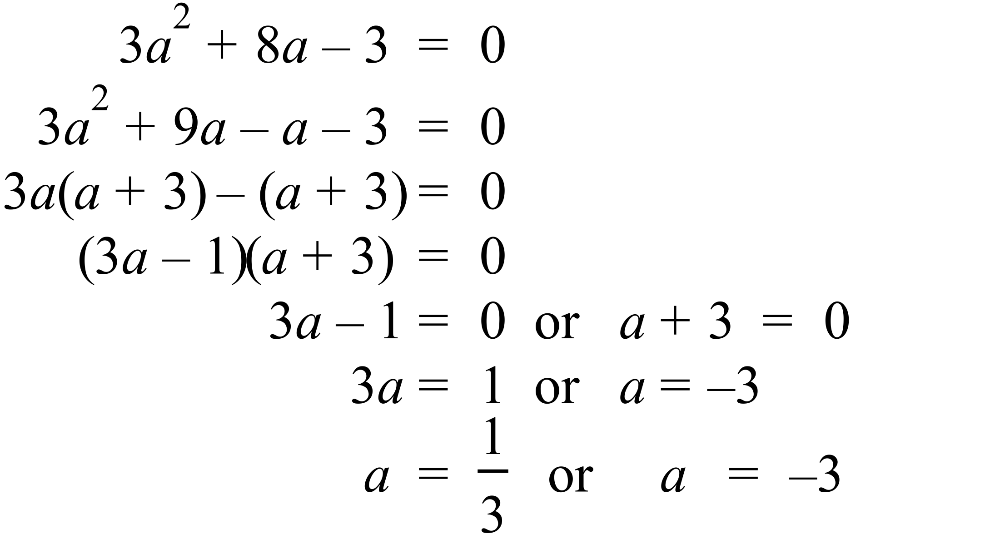 3a² + 8a – 3 = 0
3a² + 9a – a – 3 = 0
3a(a + 3) – (a + 3) = 0
(3a – 1)(a + 3) = 0
3a – 1 = 0 or a + 3 = 0
3a = 1 or a = –3
a = 1/3 or a = –3